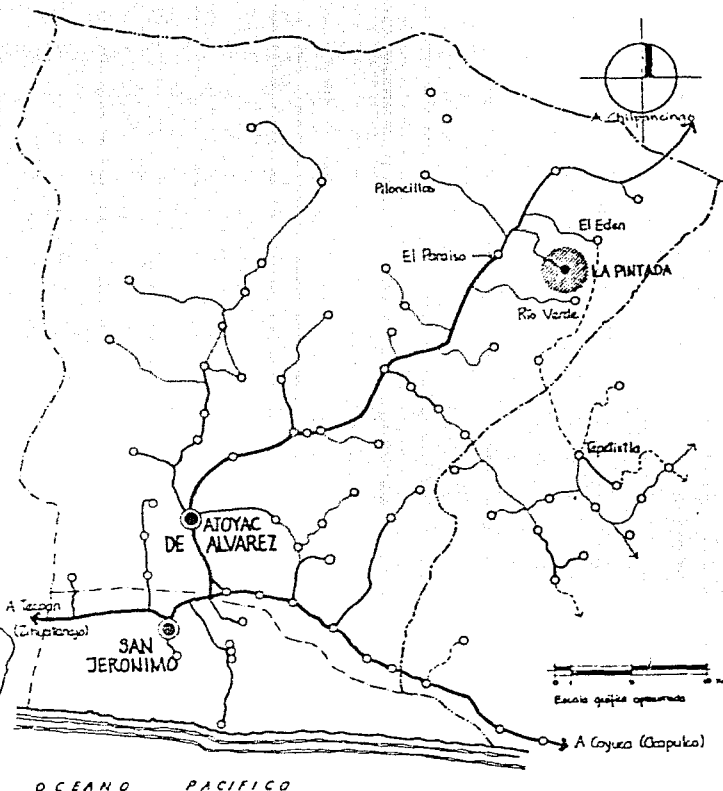 A Chilpancingo
Piloncillos
El Eden
El Paraiso
LA PINTADA
Rio Verde
Tepetixtla
ATOYAC
DE ALVAREZ
A Tecpan
(Zihuatanejo)
SAN
JERONIMO
Escala gráfica aproximada
A Coyuca (Acapulco)
OCEANO PACIFICO